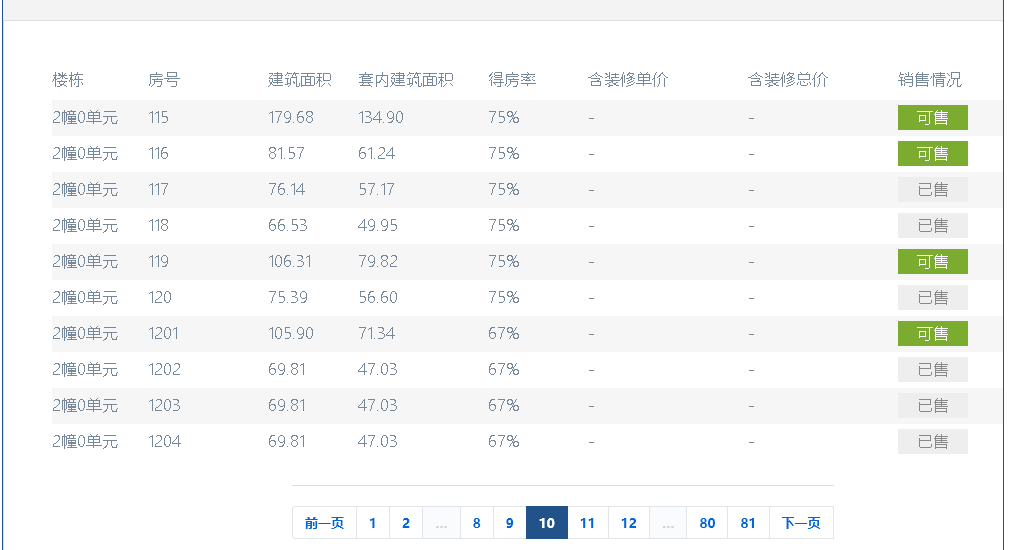 楼栋 房号 建筑面积 套内建筑面积 得房率 含装修单价 含装修总价 销售情况
2幢0单元 115 179.68 134.90 75% - - 可售
2幢0单元 116 81.57 61.24 75% - - 可售
2幢0单元 117 76.14 57.17 75% - - 已售
2幢0单元 118 66.53 49.95 75% - - 已售
2幢0单元 119 106.31 79.82 75% - - 可售
2幢0单元 120 75.39 56.60 75% - - 已售
2幢0单元 1201 105.90 71.34 67% - - 可售
2幢0单元 1202 69.81 47.03 67% - - 已售
2幢0单元 1203 69.81 47.03 67% - - 已售
2幢0单元 1204 69.81 47.03 67% - - 已售
前一页 1 2 ... 8 9 10 11 12 ... 80 81 下一页